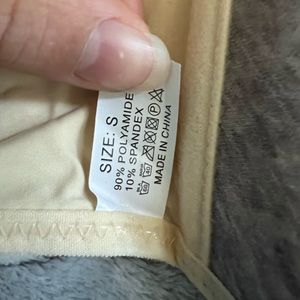 SIZE: S
90% POLYAMIDE
10% SPANDEX
MADE IN CHINA